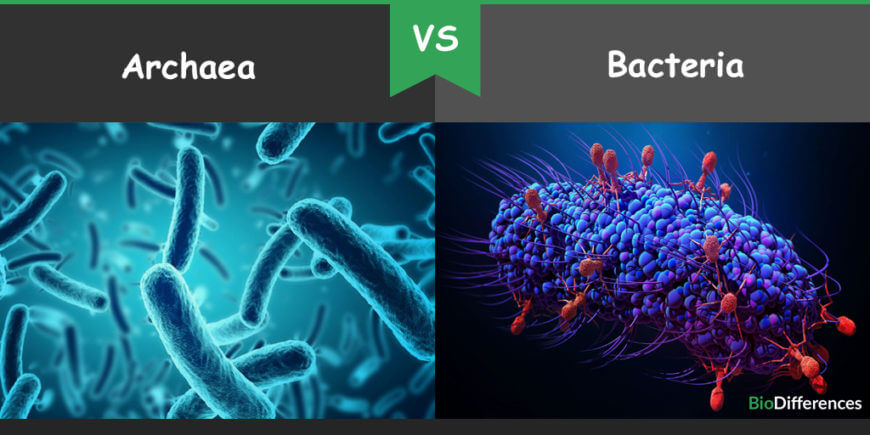 Archaea
VS
Bacteria
BioDifferences